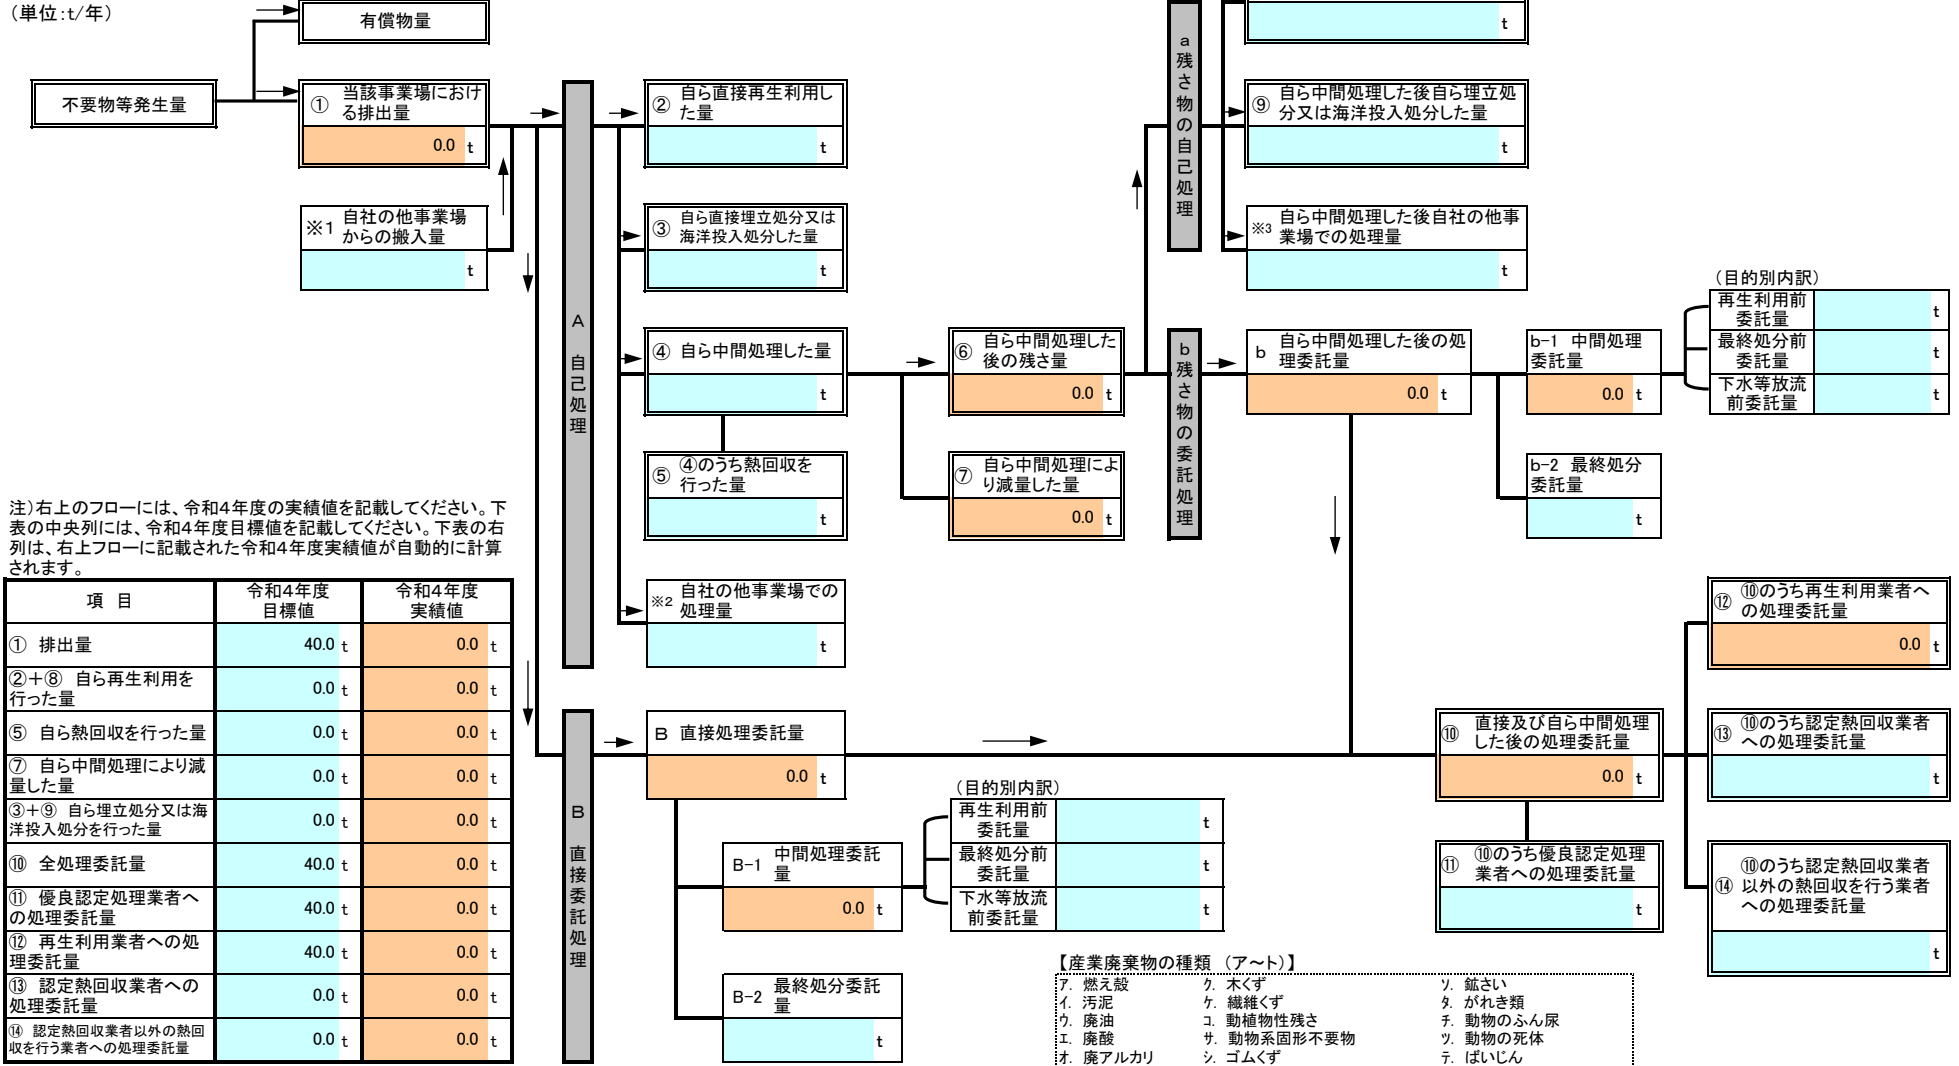 （単位：t/年）
有償物量
不要物等発生量
① 当該事業場におけ
る排出量
0.0 t
※1 自社の他事業場
からの搬入量
t
A 自己処理
② 自ら直接再生利用し
た量
t
③ 自ら直接埋立処分又は
海洋投入処分した量
t
④ 自ら中間処理した量
t
⑤ ④のうち熱回収を
行った量
t
※2 自社の他事業場での
処理量
t
⑥ 自ら中間処理した
後の残さ量
0.0 t
⑦ 自ら中間処理によ
り減量した量
0.0 t
a 残さ物の自己処理
t
⑨ 自ら中間処理した後自ら埋立処
分又は海洋投入処分した量
t
※3 自ら中間処理した後自社の他事
業場での処理量
t
b 残さ物の委託処理
b 自ら中間処理した後の処
理委託量
0.0 t
b-1 中間処理
委託量
0.0 t
b-2 最終処分
委託量
t
（目的別内訳）
再生利用前
委託量
t
最終処分前
委託量
t
下水等放流
前委託量
t
注）右上のフローには、令和4年度の実績値を記載してください。下
表の中央列には、令和4年度目標値を記載してください。下表の右
列は、右上フローに記載された令和4年度実績値が自動的に計算
されます。
項 目 令和4年度
目標値 令和4年度
実績値
① 排出量 40.0 t 0.0 t
②＋⑧ 自ら再生利用を
行った量 0.0 t 0.0 t
⑤ 自ら熱回収を行った量 0.0 t 0.0 t
⑦ 自ら中間処理により減
量した量 0.0 t 0.0 t
③＋⑨ 自ら埋立処分又は海
洋投入処分を行った量 0.0 t 0.0 t
⑩ 全処理委託量 40.0 t 0.0 t
⑪ 優良認定処理業者へ
の処理委託量 40.0 t 0.0 t
⑫ 再生利用業者への処
理委託量 40.0 t 0.0 t
⑬ 認定熱回収業者への
処理委託量 0.0 t 0.0 t
⑭ 認定熱回収業者以外の熱回
収を行う業者への処理委託量 0.0 t 0.0 t
B 直接委託処理
B 直接処理委託量
0.0 t
B-1 中間処理委託
量
0.0 t
B-2 最終処分委託
量
t
（目的別内訳）
再生利用前
委託量
t
最終処分前
委託量
t
下水等放流
前委託量
t
⑩ 直接及び自ら中間処理
した後の処理委託量
0.0 t
⑪ ⑩のうち優良認定処理
業者への処理委託量
t
⑫ ⑩のうち再生利用業者へ
の処理委託量
0.0 t
⑬ ⑩のうち認定熱回収業者
への処理委託量
t
⑭ ⑩のうち認定熱回収業者
以外の熱回収を行う業者
への処理委託量
t
【産業廃棄物の種類 （ア～ト）】
ア. 燃え殻 ク. 木くず ソ. 鉱さい
イ. 汚泥 ケ. 繊維くず タ. がれき類
ウ. 廃油 コ. 動植物性残さ チ. 動物のふん尿
エ. 廃酸 サ. 動物系固形不要物 ツ. 動物の死体
オ. 廃アルカリ シ. ゴムくず テ. ばいじん